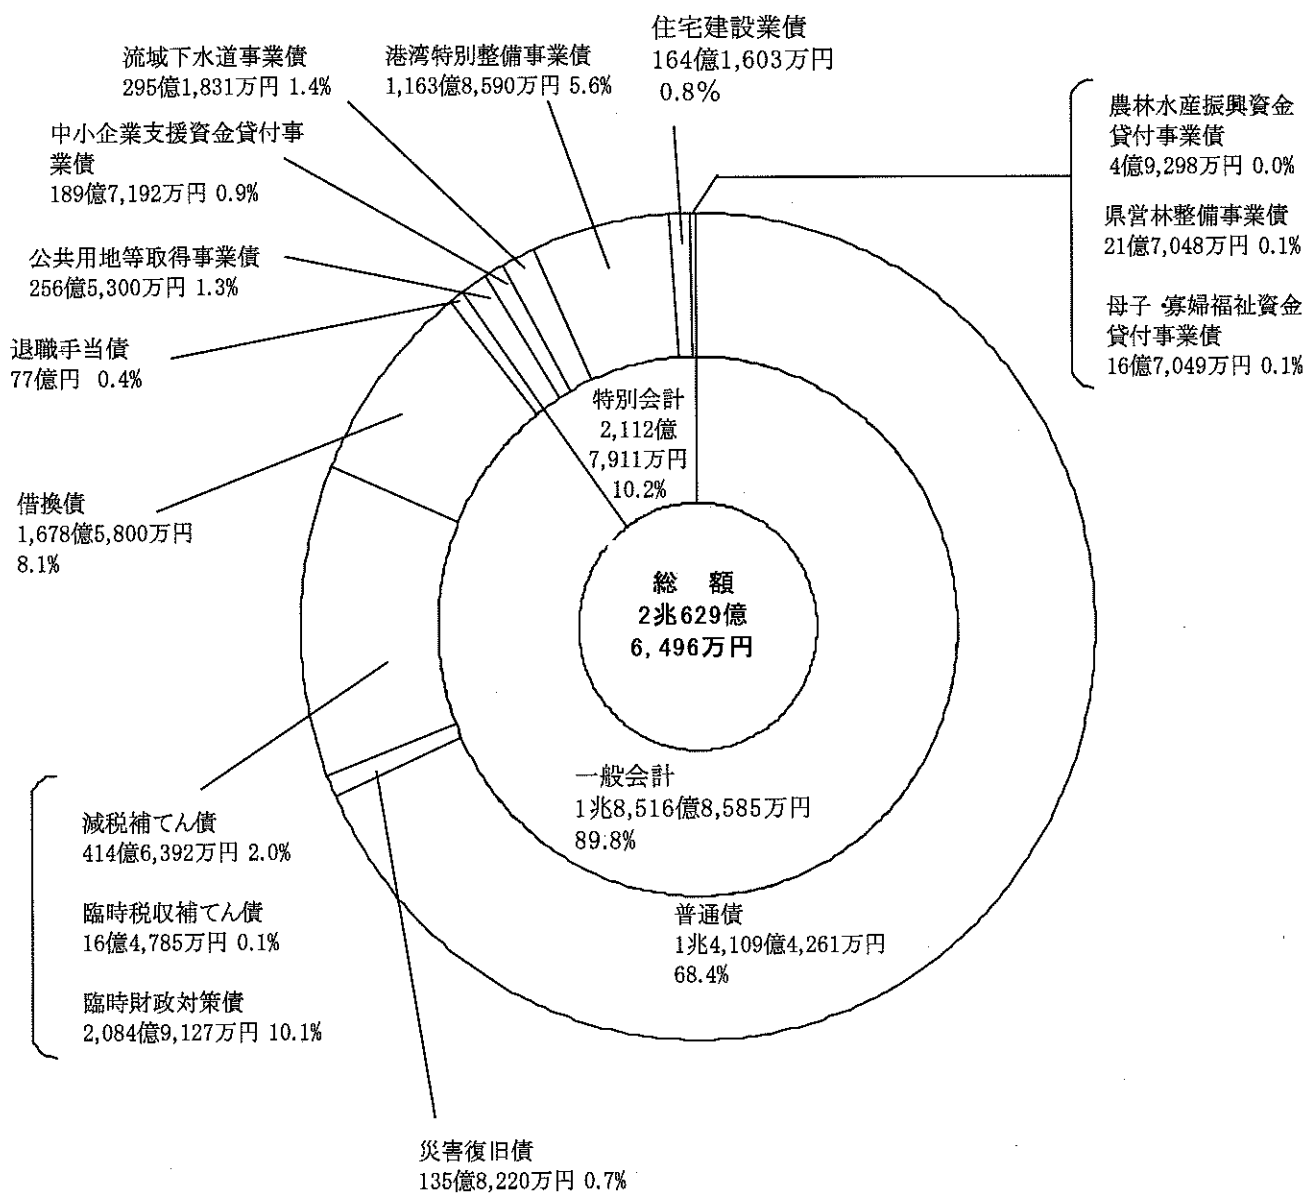 住宅建設業債
164億1,603万円
0.8%
流域下水道事業債
295億1,831万円 1.4%
港湾特別整備事業債
1,163億8,590万円 5.6%
中小企業支援資金貸付事
業債
189億7,192万円 0.9%
公共用地等取得事業債
256億5,300万円 1.3%
退職手当債
77億円 0.4%
借換債
1,678億5,800万円
8.1%
農林水産振興資金
貸付事業債
4億9,298万円 0.0%
県営林整備事業債
21億7,048万円 0.1%
母子・寡婦福祉資金
貸付事業債
16億7,049万円 0.1%
特別会計
2,112億
7,911万円
10.2%
総 額
2兆629億
6,496万円
一般会計
1兆8,516億8,585万円
89.8%
普通債
1兆4,109億4,261万円
68.4%
減税補てん債
414億6,392万円 2.0%
臨時税収補てん債
16億4,785万円 0.1%
臨時財政対策債
2,084億9,127万円 10.1%
災害復旧債
135億8,220万円 0.7%